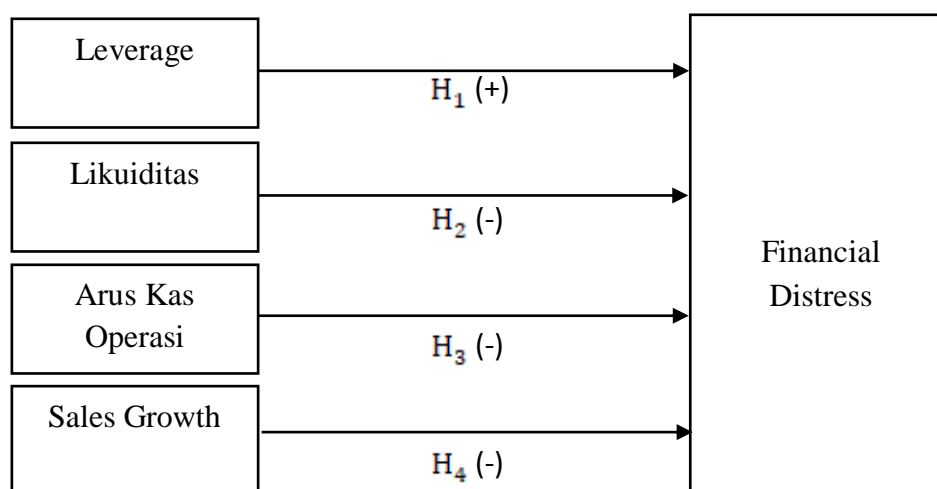 Leverage
H₁ (+)
Likuiditas
H₂ (-)
Financial
Distress
Arus Kas
Operasi
H₃ (-)
Sales Growth
H₄ (-)